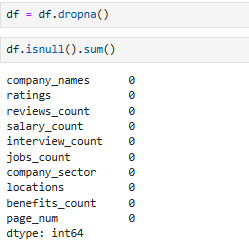 df = df.dropna()
df.isnull().sum()
company_names 0
ratings 0
reviews_count 0
salary_count 0
interview_count 0
jobs_count 0
company_sector 0
locations 0
benefits_count 0
page_num 0
dtype: int64